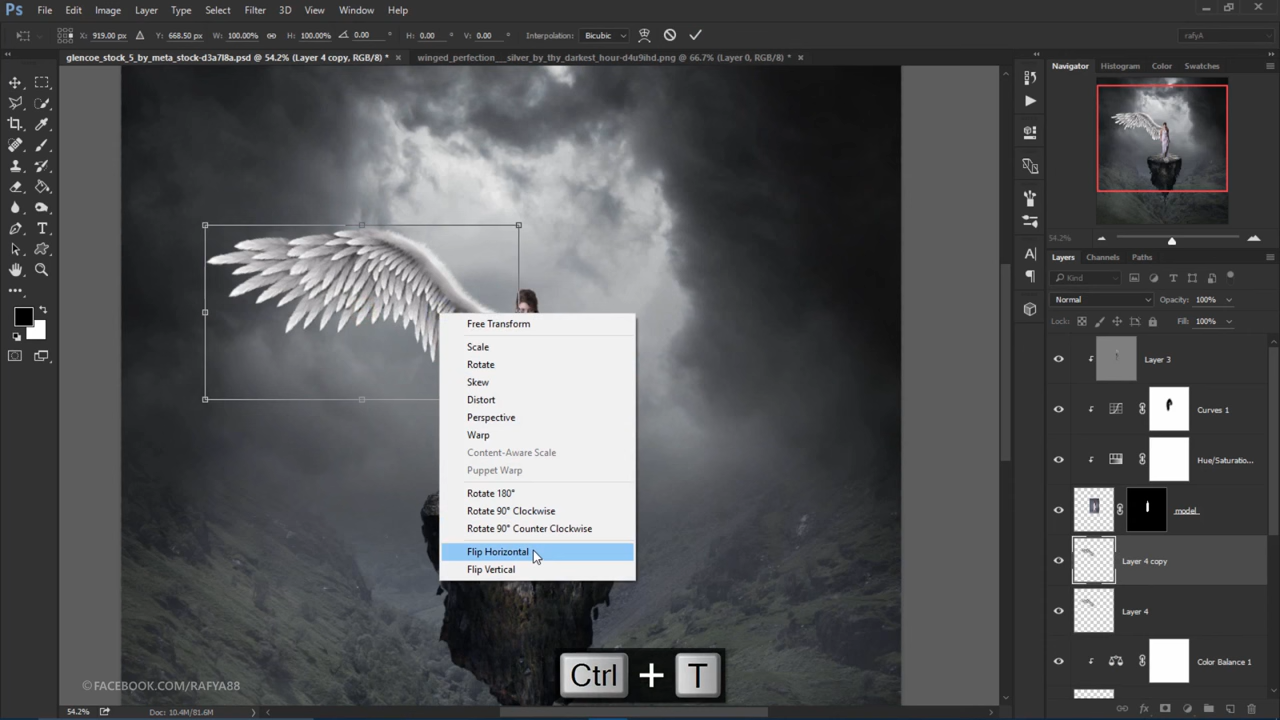 Ps File Edit Image Layer Type Select Filter 3D View Window Help
X: 919.00 px Y: 668.50 px W: 100.00% H: 100.00% 0.00 ° H: 0.00 ° V: 0.00 ° Interpolation: Bicubic rafyA
glencoe_stock_5_by_meta_stock-d3a7l8a.psd @ 54.2% (Layer 4 copy, RGB/8) * × winged_perfection___silver_by_thy_darkest_hour-d4u9ihd.png @ 66.7% (Layer 0, RGB/8) * ×
Navigator Histogram Color Swatches
54.2%
Layers Channels Paths
Kind
Normal Opacity: 100%
Lock: Fill: 100%
Layer 3
Curves 1
Hue/Saturatio...
model
Layer 4 copy
Layer 4
Color Balance 1
Free Transform
Scale
Rotate
Skew
Distort
Perspective
Warp
Content-Aware Scale
Puppet Warp
Rotate 180°
Rotate 90° Clockwise
Rotate 90° Counter Clockwise
Flip Horizontal
Flip Vertical
Ctrl + T
©FACEBOOK.COM/RAFYA88
54.2% Doc: 10.4M/81.6M